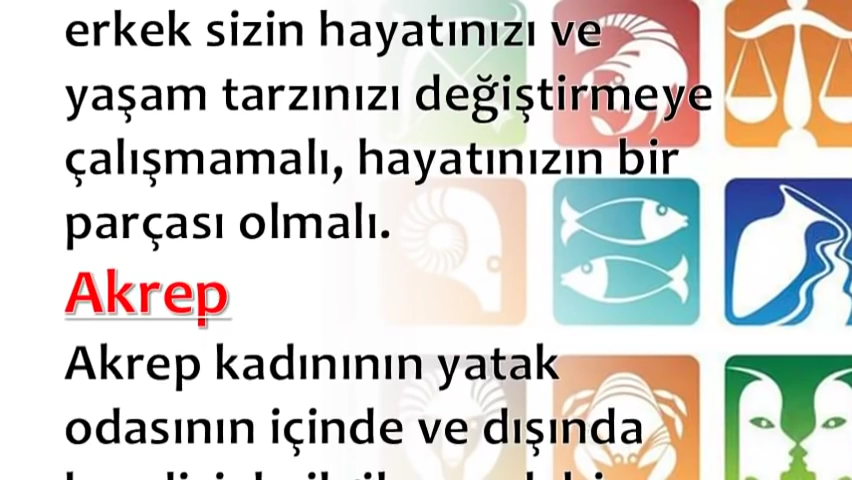 erkek sizin hayatınızı ve
yaşam tarzınızı değiştirmeye
çalışmamalı, hayatınızın bir
parçası olmalı.
Akrep
Akrep kadınının yatak
odasının içinde ve dışında